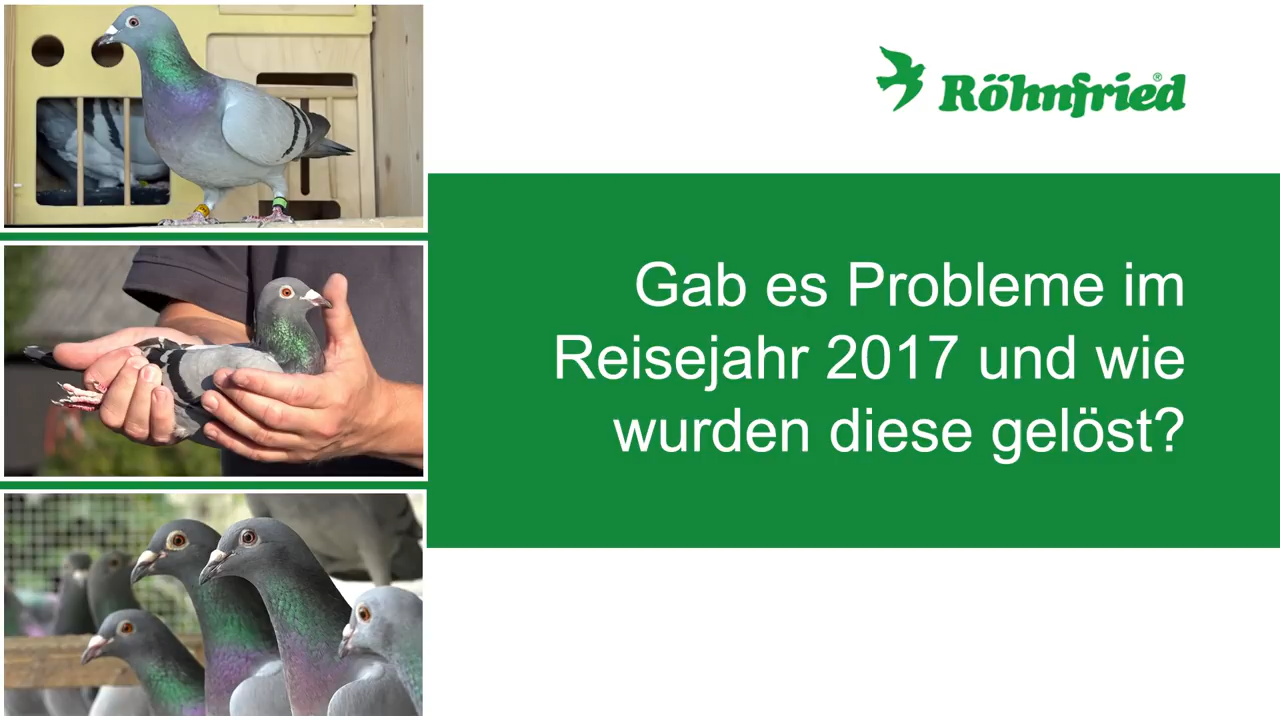 Röhnfried®
Gab es Probleme im
Reisejahr 2017 und wie
wurden diese gelöst?